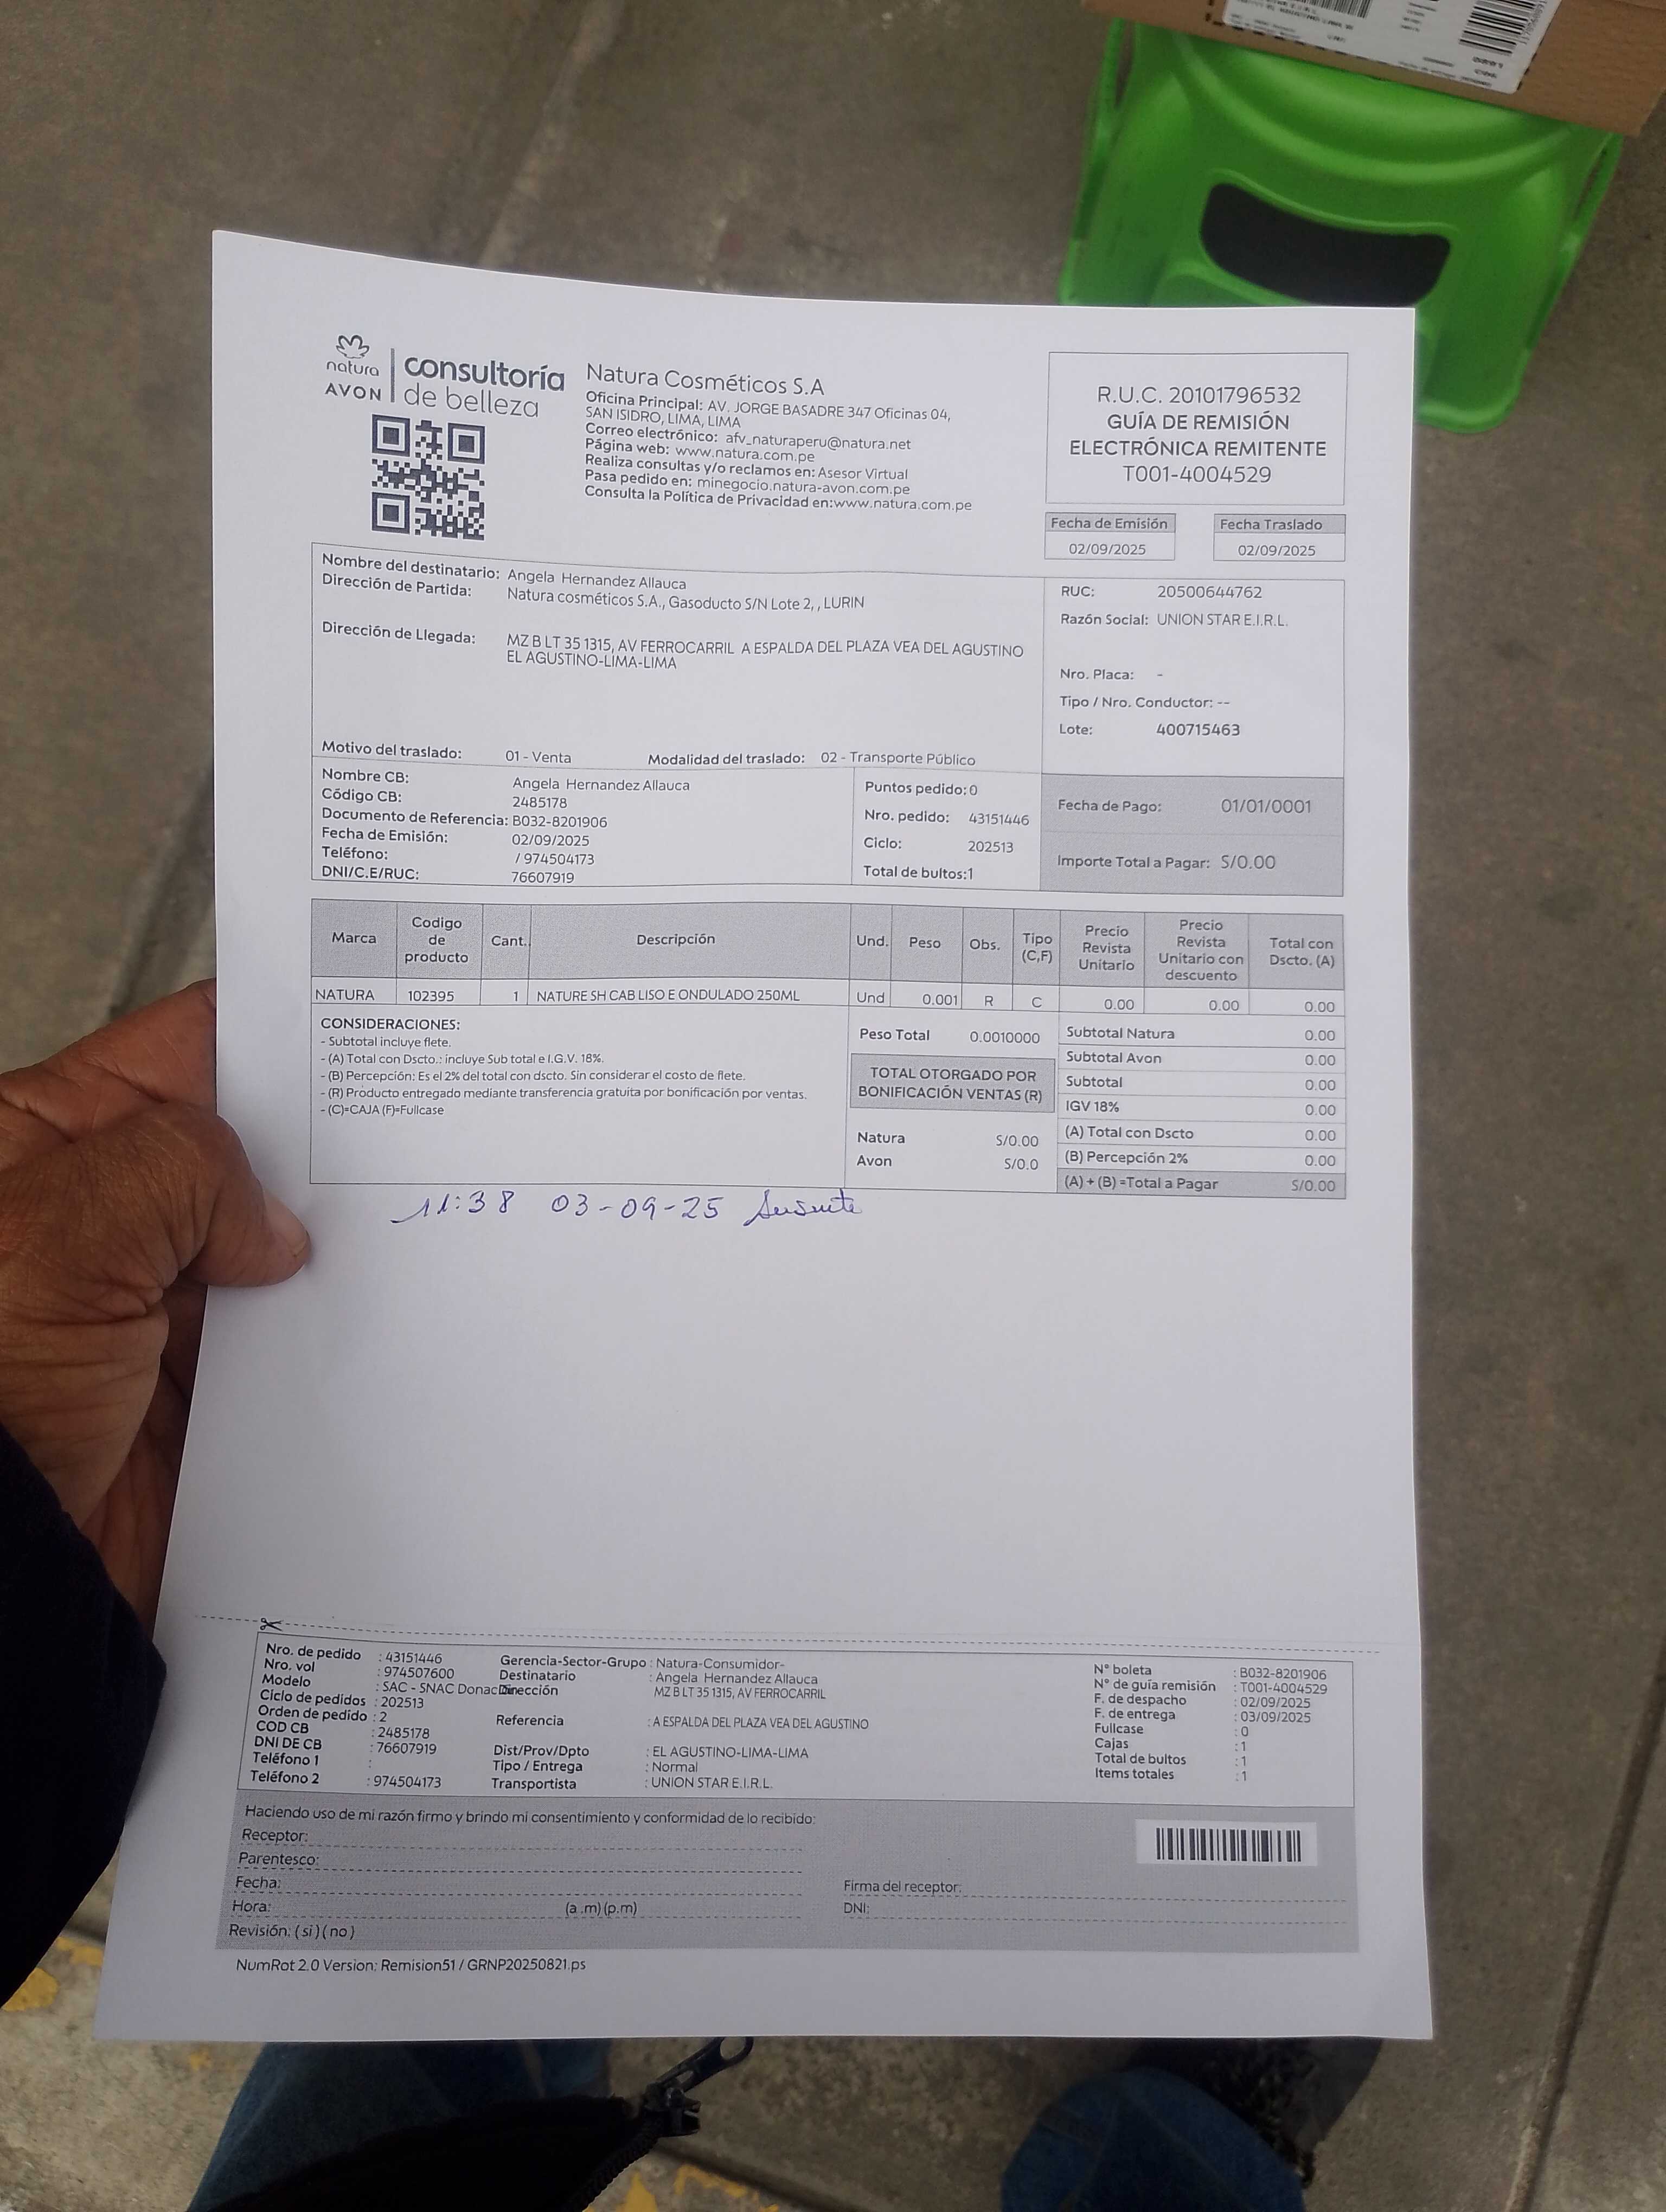 natura
AVON
consultoría
de belleza
Natura Cosméticos S.A
Oficina Principal: AV. JORGE BASADRE 347 Oficinas 04,
SAN ISIDRO, LIMA, LIMA
Correo electrónico: afv_naturaperu@natura.net
Página web: www.natura.com.pe
Realiza consultas y/o reclamos en: Asesor Virtual
Pasa pedido en: minegocio.natura-avon.com.pe
Consulta la Política de Privacidad en:www.natura.com.pe
R.U.C. 20101796532
GUÍA DE REMISIÓN
ELECTRÓNICA REMITENTE
T001-4004529
Fecha de Emisión Fecha Traslado
02/09/2025 02/09/2025
Nombre del destinatario: Angela Hernandez Allauca
Dirección de Partida: Natura cosméticos S.A., Gasoducto S/N Lote 2, , LURIN
Dirección de Llegada: MZ B LT 35 1315, AV FERROCARRIL A ESPALDA DEL PLAZA VEA DEL AGUSTINO
EL AGUSTINO-LIMA-LIMA
Motivo del traslado: 01 - Venta Modalidad del traslado: 02 - Transporte Público
RUC: 20500644762
Razón Social: UNION STAR E.I.R.L.
Nro. Placa: -
Tipo / Nro. Conductor: --
Lote: 400715463
Nombre CB: Angela Hernandez Allauca
Código CB: 2485178
Documento de Referencia: B032-8201906
Fecha de Emisión: 02/09/2025
Teléfono: / 974504173
DNI/C.E/RUC: 76607919
Puntos pedido:0
Nro. pedido: 43151446
Ciclo: 202513
Total de bultos:1
Fecha de Pago: 01/01/0001
Importe Total a Pagar: S/0.00
Marca Codigo de producto Cant. Descripción Und. Peso Obs. Tipo (C,F) Precio Revista Unitario Precio Revista Unitario con descuento Total con Dscto. (A)
NATURA 102395 1 NATURE SH CAB LISO E ONDULADO 250ML Und 0.001 R C 0.00 0.00 0.00
CONSIDERACIONES:
- Subtotal incluye flete.
- (A) Total con Dscto.: incluye Sub total e I.G.V. 18%.
- (B) Percepción: Es el 2% del total con dscto. Sin considerar el costo de flete.
- (R) Producto entregado mediante transferencia gratuita por bonificación por ventas.
- (C)=CAJA (F)=Fullcase
Peso Total 0.0010000
TOTAL OTORGADO POR
BONIFICACIÓN VENTAS (R)
Natura S/0.00
Avon S/0.0
Subtotal Natura 0.00
Subtotal Avon 0.00
Subtotal 0.00
IGV 18% 0.00
(A) Total con Dscto 0.00
(B) Percepción 2% 0.00
(A) + (B) =Total a Pagar S/0.00
11:38 03-09-25
Nro. de pedido : 43151446
Nro. vol : 974507600
Modelo : SAC - SNAC Donac
Ciclo de pedidos : 202513
Orden de pedido : 2
COD CB : 2485178
DNI DE CB : 76607919
Teléfono 1 :
Teléfono 2 : 974504173
Gerencia-Sector-Grupo : Natura-Consumidor-
Destinatario : Angela Hernandez Allauca
Dirección MZ B LT 35 1315, AV FERROCARRIL
Referencia : A ESPALDA DEL PLAZA VEA DEL AGUSTINO
Dist/Prov/Dpto : EL AGUSTINO-LIMA-LIMA
Tipo / Entrega : Normal
Transportista : UNION STAR E.I.R.L.
N° boleta : B032-8201906
N° de guía remisión : T001-4004529
F. de despacho : 02/09/2025
F. de entrega : 03/09/2025
Fullcase : 0
Cajas : 1
Total de bultos : 1
Items totales : 1
Haciendo uso de mi razón firmo y brindo mi consentimiento y conformidad de lo recibido:
Receptor:
Parentesco:
Fecha:
Hora: (a .m) (p.m)
Revisión: ( si ) ( no )
Firma del receptor:
DNI:
NumRot 2.0 Version: Remision51 / GRNP20250821.ps